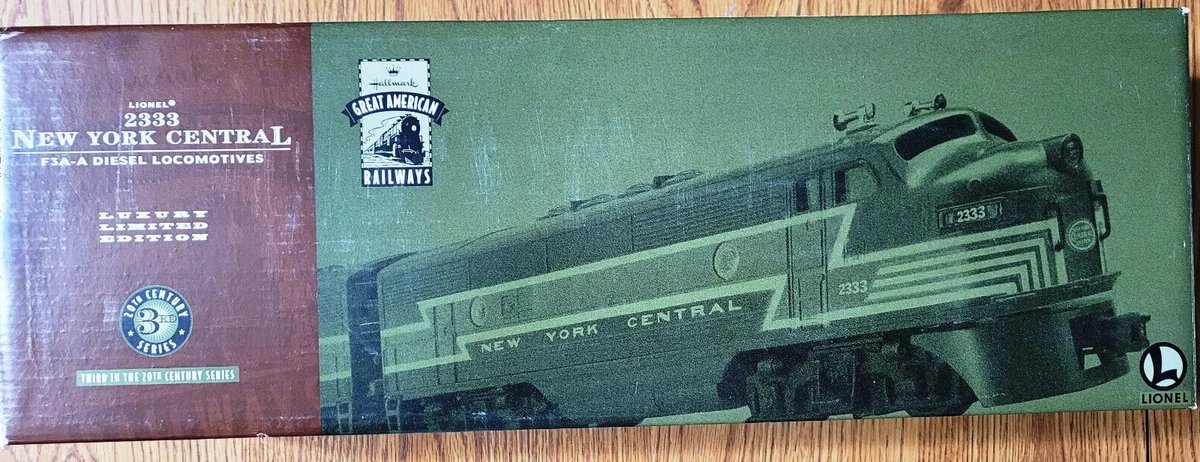 LIONEL®
2333
NEW YORK CENTRAL
F3A-A DIESEL LOCOMOTIVES
LUXURY
LIMITED
EDITION
20TH CENTURY
3RD
SERIES
THIRD IN THE 20TH CENTURY SERIES
Hallmark
GREAT AMERICAN
RAILWAYS
2333
2333
NEW YORK CENTRAL
L
LIONEL